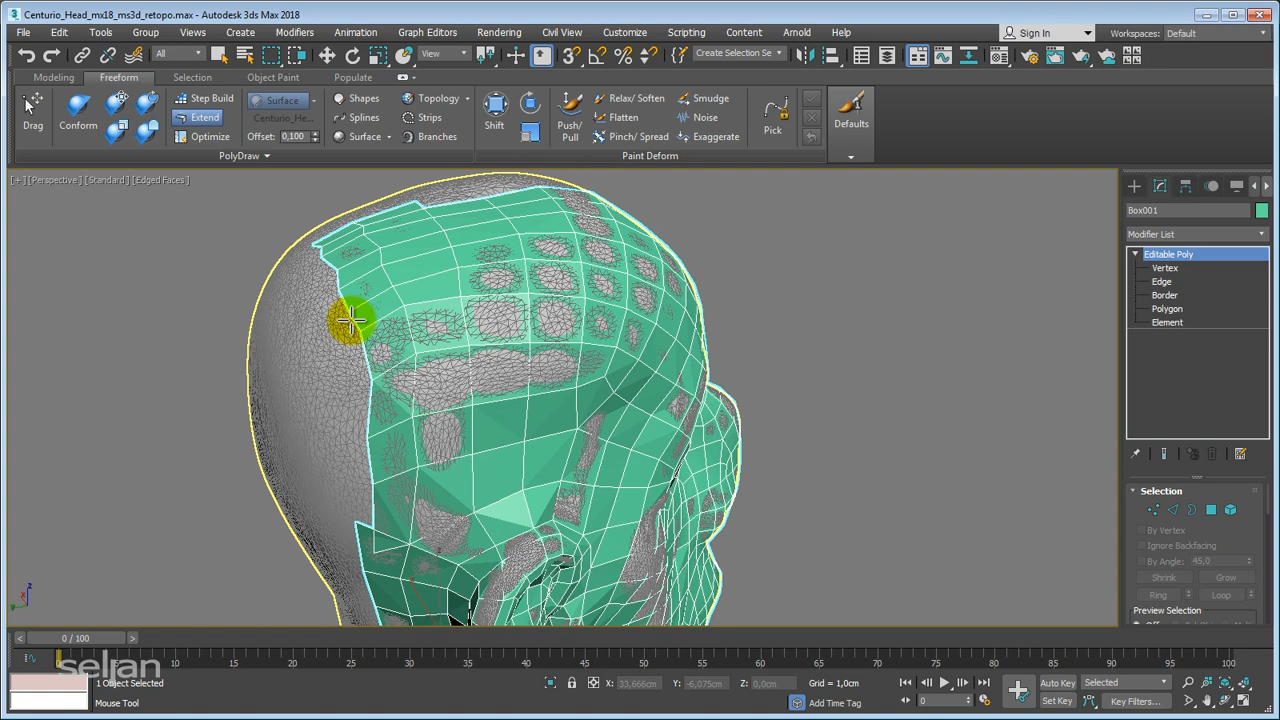 Centurio_Head_mx18_ms3d_retopo.max - Autodesk 3ds Max 2018
File Edit Tools Group Views Create Modifiers Animation Graph Editors Rendering Civil View Customize Scripting Content Arnold Help Sign In Workspaces: Default
All View Create Selection Se
Modeling Freeform Selection Object Paint Populate
Drag Conform Step Build Extend Optimize Surface Centurio_He... Offset: 0,100 Shapes Splines Surface Topology Strips Branches Shift Push/ Pull Relax/ Soften Flatten Pinch/ Spread Smudge Noise Exaggerate Pick Defaults
PolyDraw Paint Deform
[+] [Perspective] [Standard] [Edged Faces]
Box001
Modifier List
Editable Poly
Vertex
Edge
Border
Polygon
Element
Selection
By Vertex
Ignore Backfacing
By Angle: 45,0
Shrink Grow
Ring Loop
Preview Selection
z
0 / 100
15 20 25 30 35 40 45 50 55 60 65 70 75 80 85 90 95 100
selian
1 Object Selected X: 33,666cm Y: -6,075cm Z: 0,0cm Grid = 1,0cm Auto Key Selected
Mouse Tool Add Time Tag 0 Set Key Key Filters...